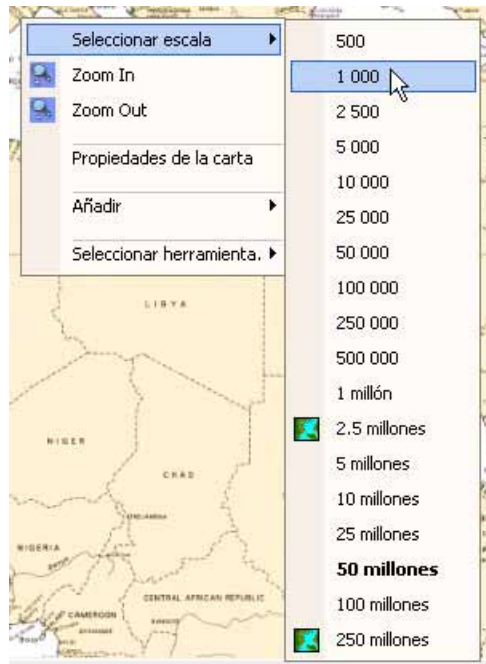 Seleccionar escala
Zoom In
Zoom Out
Propiedades de la carta
Añadir
Seleccionar herramienta.
500
1 000
2 500
5 000
10 000
25 000
50 000
100 000
250 000
500 000
1 millón
2.5 millones
5 millones
10 millones
25 millones
50 millones
100 millones
250 millones
LIBYA
NIGER
CHAD
NIGERIA
CENTRAL AFRICAN REPUBLIC
CAMEROON